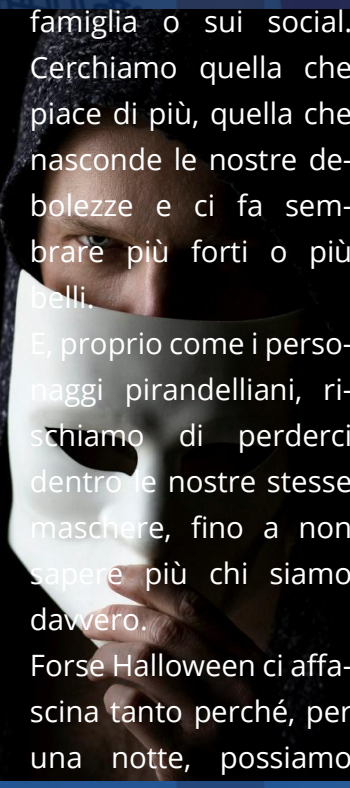 famiglia o sui social.
Cerchiamo quella che
piace di più, quella che
nasconde le nostre de-
bolezze e ci fa sem-
brare più forti o più
belli.
E, proprio come i perso-
naggi pirandelliani, ri-
schiamo di perderci
dentro le nostre stesse
maschere, fino a non
sapere più chi siamo
davvero.
Forse Halloween ci affa-
scina tanto perché, per
una notte, possiamo